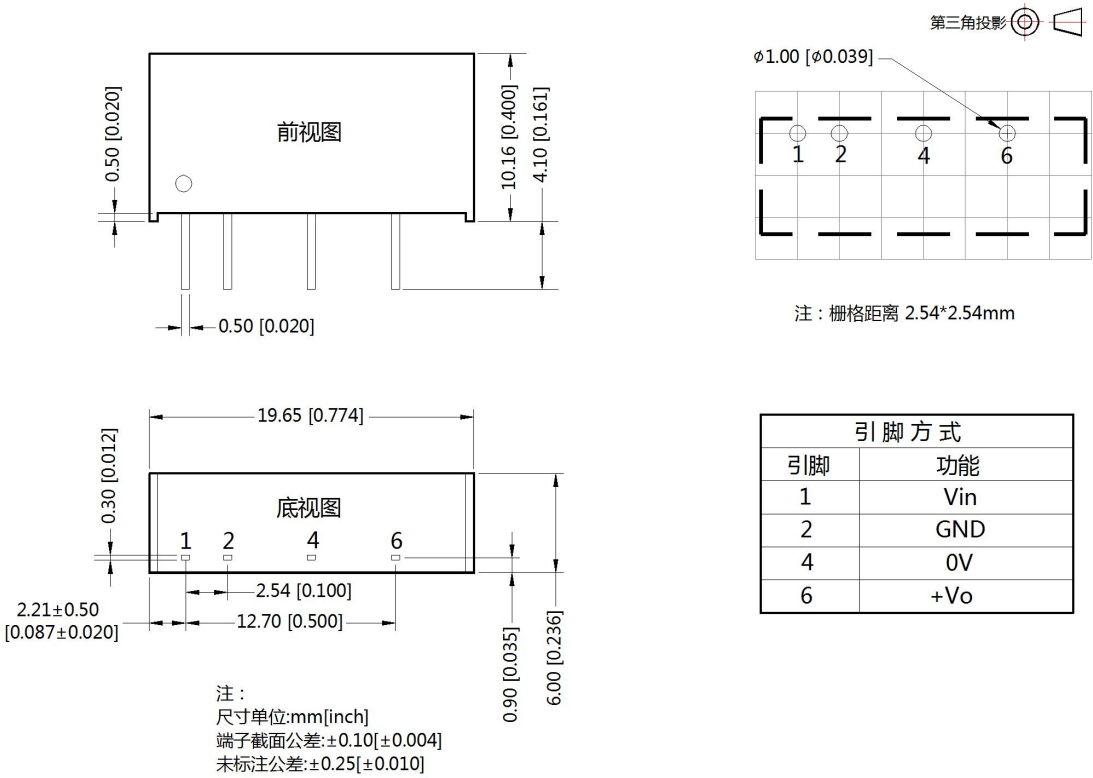 第三角投影
⌀1.00 [⌀0.039]
0.50 [0.020]
前视图
10.16 [0.400]
4.10 [0.161]
1 2 4 6
0.50 [0.020]
注：栅格距离 2.54*2.54mm
19.65 [0.774]
0.30 [0.012]
底视图
1 2 4 6
2.54 [0.100]
12.70 [0.500]
2.21±0.50
[0.087±0.020]
0.90 [0.035]
6.00 [0.236]
引脚方式
引脚 功能
1 Vin
2 GND
4 0V
6 +Vo
注：
尺寸单位:mm[inch]
端子截面公差:±0.10[±0.004]
未标注公差:±0.25[±0.010]